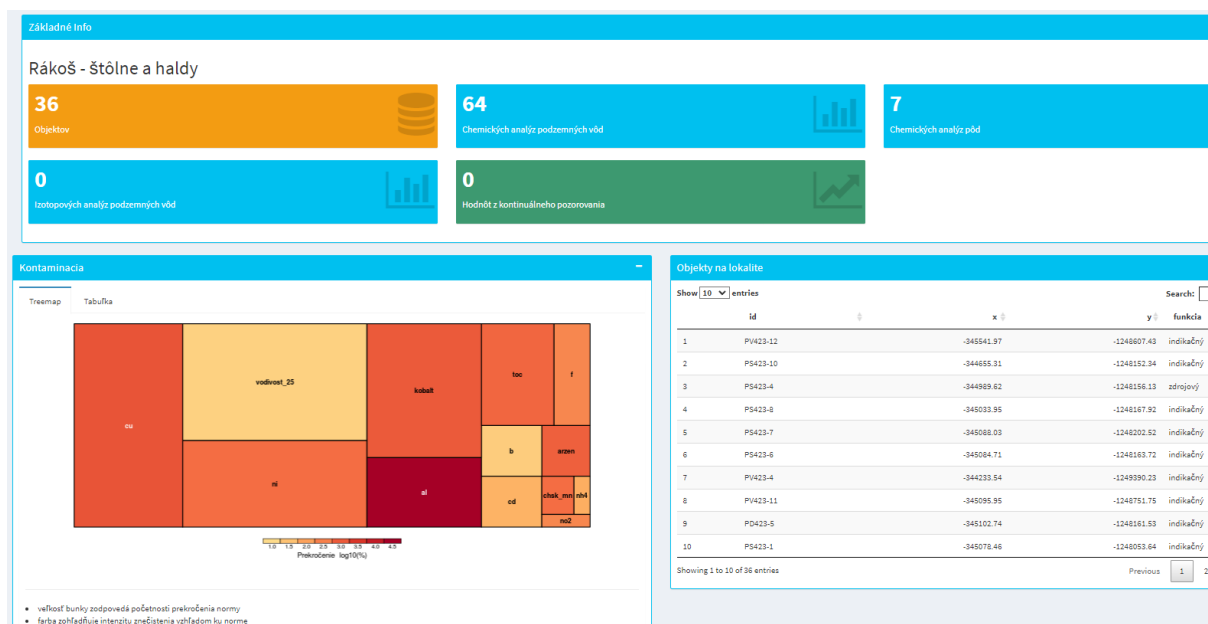 Základné Info
Rákoš - štôlne a haldy
36
Objektov
64
Chemických analýz podzemných vôd
7
Chemických analýz pôd
0
Izotopových analýz podzemných vôd
0
Hodnôt z kontinuálneho pozorovania
Kontaminacia
Treemap Tabuľka
cu
vodivost_25
ni
kobalt
al
toc
f
b
arzen
cd
chsk_mn
nh4
no2
1.0 1.5 2.0 2.5 3.0 3.5 4.0 4.5
Prekročenie log10(%)
veľkosť bunky zodpovedá početnosti prekročenia normy
farba zohľadňuje intenzitu znečistenia vzhľadom ku norme
Objekty na lokalite
Show 10 entries Search:
id x y funkcia
1 PV423-12 -345541.97 -1248607.43 indikačný
2 PS423-10 -344655.31 -1248152.34 indikačný
3 PS423-4 -344989.62 -1248156.13 zdrojový
4 PS423-8 -345033.95 -1248167.92 indikačný
5 PS423-7 -345088.03 -1248202.52 indikačný
6 PS423-6 -345084.71 -1248163.72 indikačný
7 PV423-4 -344233.54 -1249390.23 indikačný
8 PV423-11 -345095.95 -1248751.75 indikačný
9 PD423-5 -345102.74 -1248161.53 indikačný
10 PS423-1 -345078.46 -1248053.64 indikačný
Showing 1 to 10 of 36 entries Previous 1 2